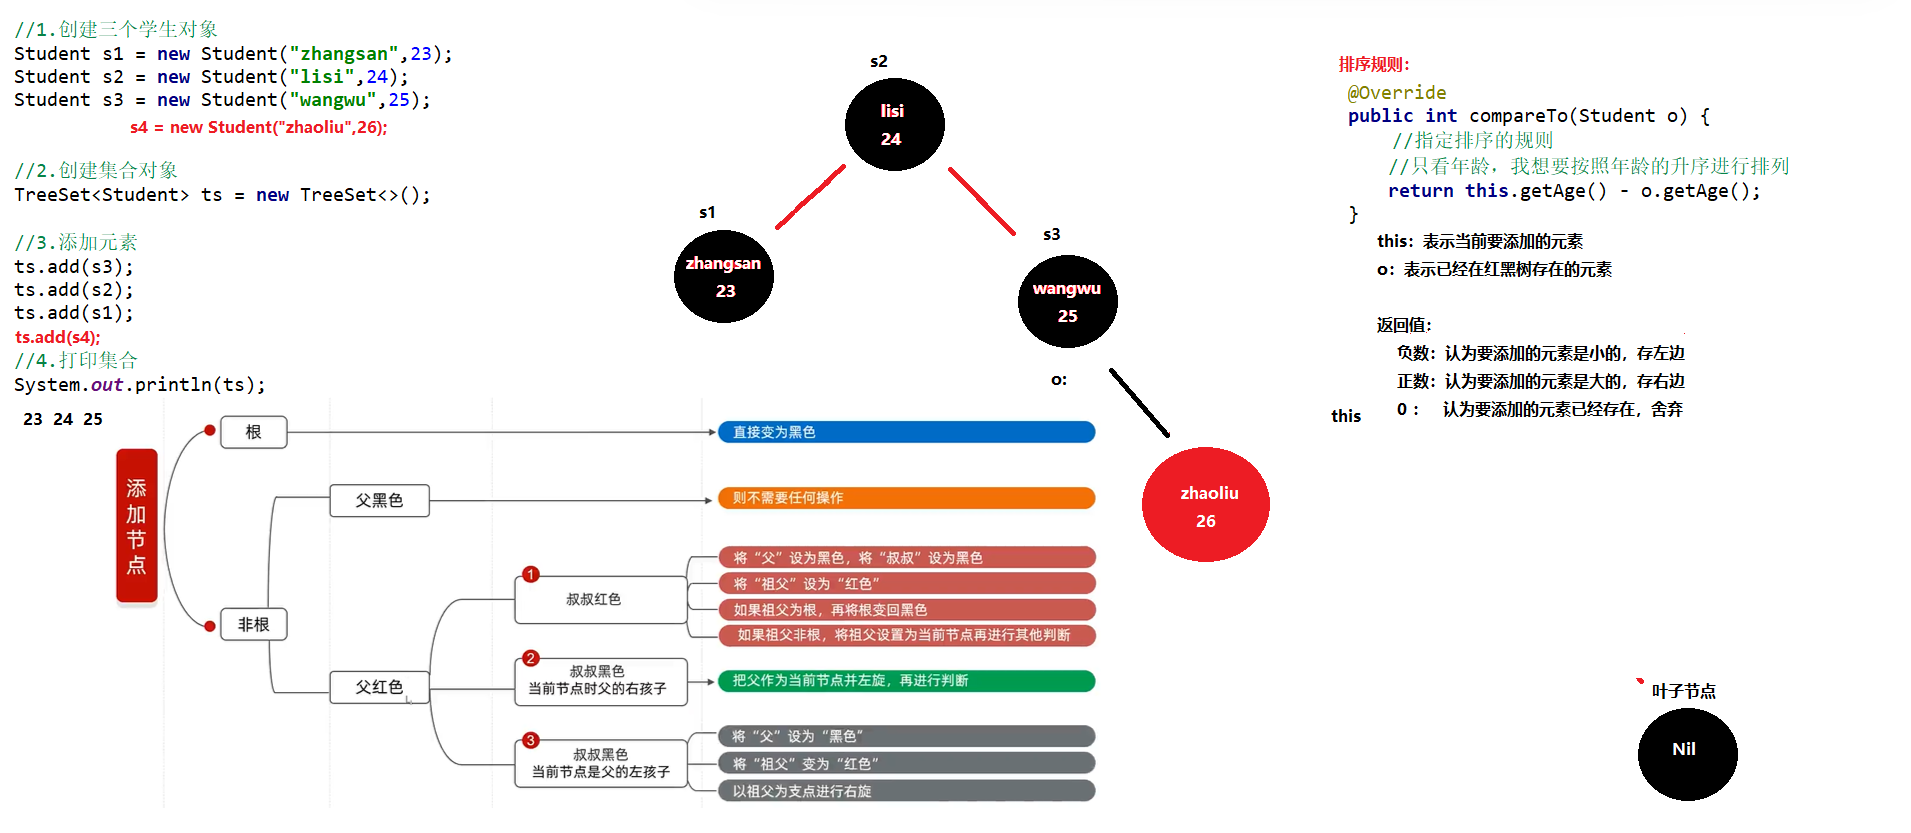 //1.创建三个学生对象
Student s1 = new Student("zhangsan",23);
Student s2 = new Student("lisi",24);
Student s3 = new Student("wangwu",25);
s4 = new Student("zhaoliu",26);
//2.创建集合对象
TreeSet<Student> ts = new TreeSet<>();
//3.添加元素
ts.add(s3);
ts.add(s2);
ts.add(s1);
ts.add(s4);
//4.打印集合
System.out.println(ts);
23 24 25
s2
lisi
24
s1
zhangsan
23
s3
wangwu
25
o:
zhaoliu
26
排序规则：
@Override
public int compareTo(Student o) {
//指定排序的规则
//只看年龄，我想要按照年龄的升序进行排列
return this.getAge() - o.getAge();
}
this：表示当前要添加的元素
o：表示已经在红黑树存在的元素
返回值：
负数：认为要添加的元素是小的，存左边
正数：认为要添加的元素是大的，存右边
0 ： 认为要添加的元素已经存在，舍弃
this
添加节点
根
直接变为黑色
非根
父黑色
则不需要任何操作
父红色
1
叔叔红色
将“父”设为黑色，将“叔叔”设为黑色
将“祖父”设为“红色”
如果祖父为根，再将根变回黑色
如果祖父非根，将祖父设置为当前节点再进行其他判断
2
叔叔黑色
当前节点时父的右孩子
把父作为当前节点并左旋，再进行判断
3
叔叔黑色
当前节点是父的左孩子
将“父”设为“黑色”
将“祖父”变为“红色”
以祖父为支点进行右旋
叶子节点
Nil